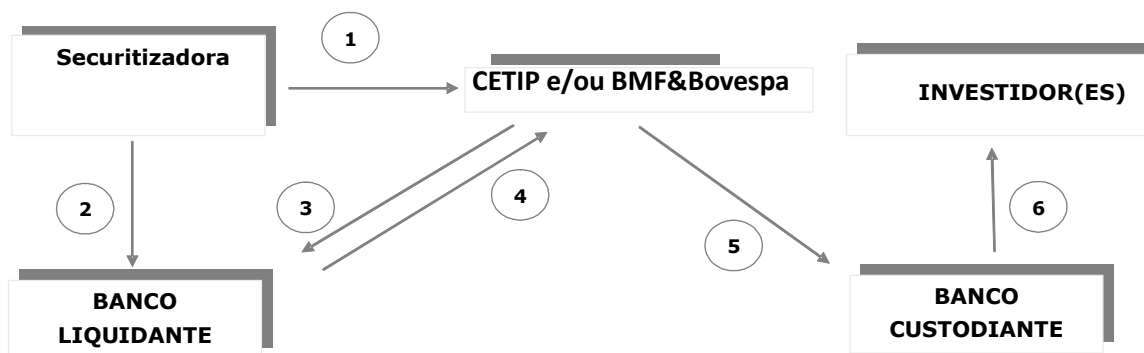 Securitizadora
1
CETIP e/ou BMF&Bovespa
INVESTIDOR(ES)
2
3
4
5
6
BANCO
LIQUIDANTE
BANCO
CUSTODIANTE